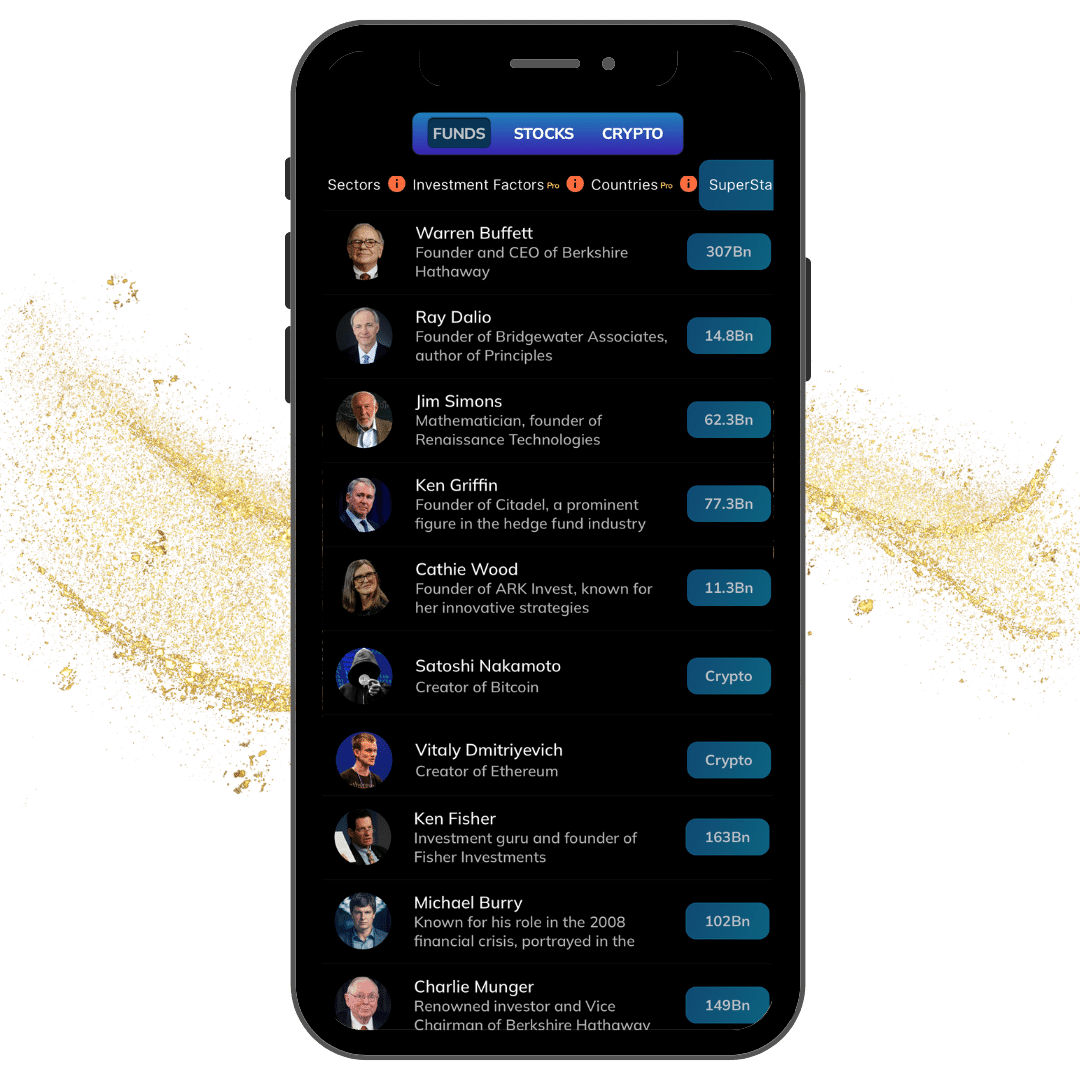 FUNDS STOCKS CRYPTO
Sectors i Investment Factors Pro i Countries Pro i SuperSta
Warren Buffett
Founder and CEO of Berkshire
Hathaway
307Bn
Ray Dalio
Founder of Bridgewater Associates,
author of Principles
14.8Bn
Jim Simons
Mathematician, founder of
Renaissance Technologies
62.3Bn
Ken Griffin
Founder of Citadel, a prominent
figure in the hedge fund industry
77.3Bn
Cathie Wood
Founder of ARK Invest, known for
her innovative strategies
11.3Bn
Satoshi Nakamoto
Creator of Bitcoin
Crypto
Vitaly Dmitriyevich
Creator of Ethereum
Crypto
Ken Fisher
Investment guru and founder of
Fisher Investments
163Bn
Michael Burry
Known for his role in the 2008
financial crisis, portrayed in the
102Bn
Charlie Munger
Renowned investor and Vice
Chairman of Berkshire Hathaway
149Bn